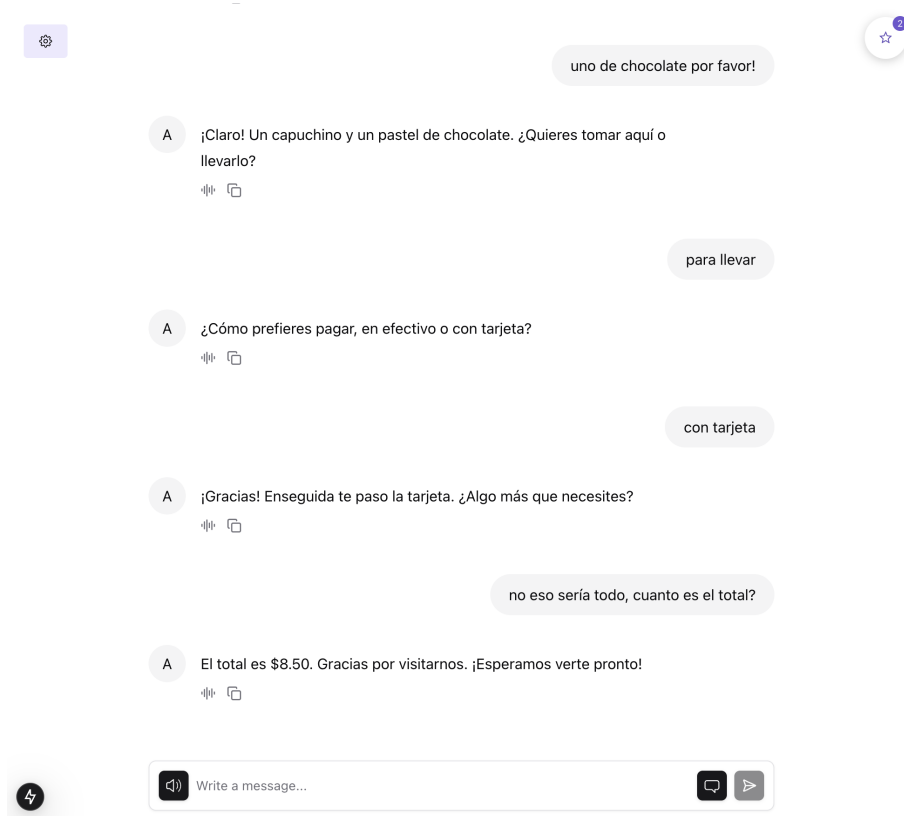 2
uno de chocolate por favor!
A
¡Claro! Un capuchino y un pastel de chocolate. ¿Quieres tomar aquí o
llevarlo?
para llevar
A
¿Cómo prefieres pagar, en efectivo o con tarjeta?
con tarjeta
A
¡Gracias! Enseguida te paso la tarjeta. ¿Algo más que necesites?
no eso sería todo, cuanto es el total?
A
El total es $8.50. Gracias por visitarnos. ¡Esperamos verte pronto!
Write a message...